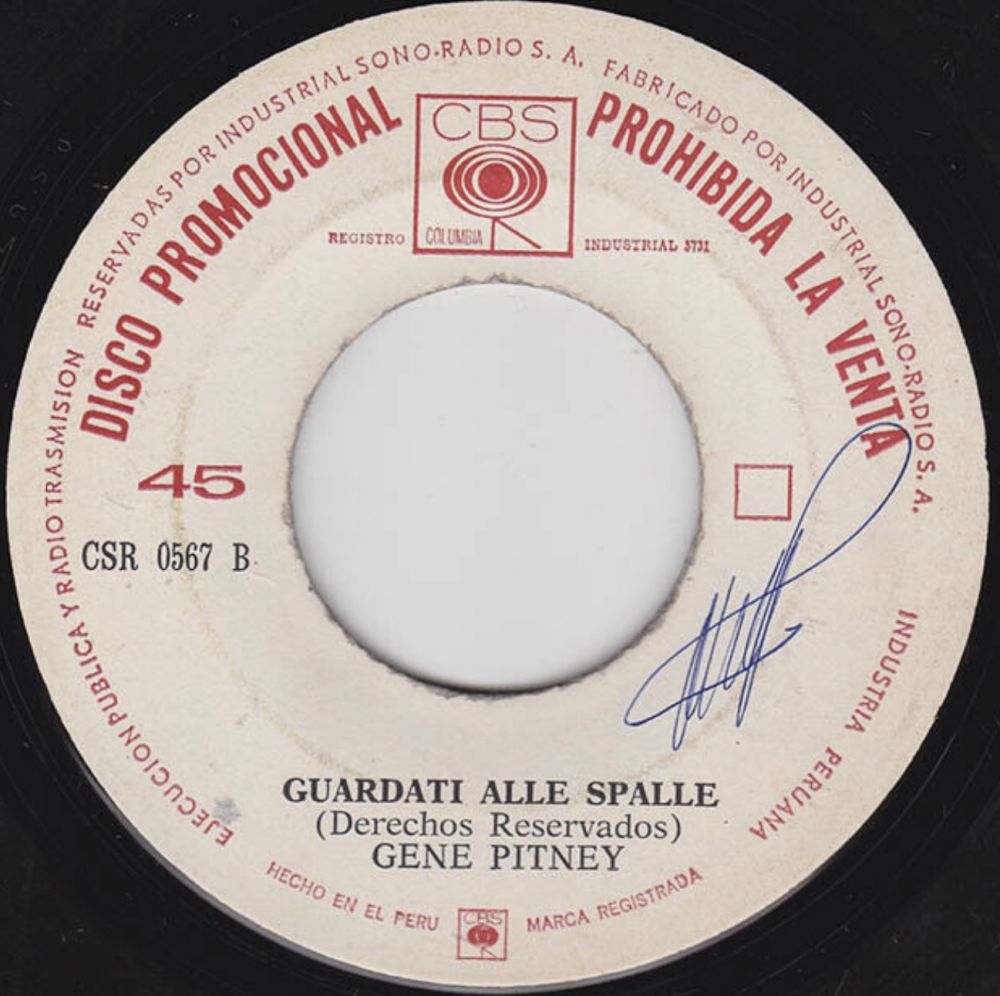 EJECUCION PUBLICA Y RADIO TRASMISION RESERVADAS POR INDUSTRIAL SONO-RADIO S. A. FABRICADO POR INDUSTRIAL SONO-RADIO S. A.
DISCO PROMOCIONAL
PROHIBIDA LA VENTA
CBS
COLUMBIA
REGISTRO
INDUSTRIAL 5731
45
CSR 0567 B
INDUSTRIA PERUANA
GUARDATI ALLE SPALLE
(Derechos Reservados)
GENE PITNEY
HECHO EN EL PERU
CBS
MARCA REGISTRADA